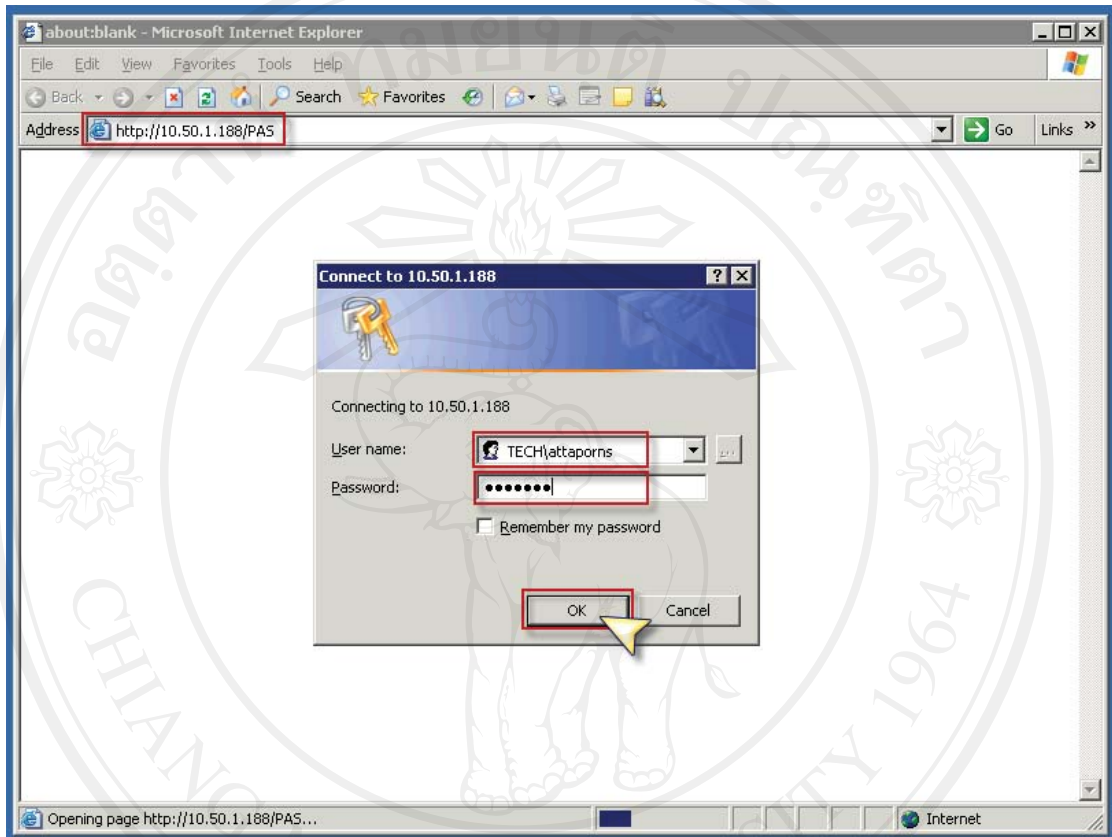 about:blank - Microsoft Internet Explorer
File Edit View Favorites Tools Help
Back Search Favorites
Address http://10.50.1.188/PAS Go Links »
Connect to 10.50.1.188
Connecting to 10.50.1.188
User name: TECH\attaporns
Password: •••••••
Remember my password
OK Cancel
Opening page http://10.50.1.188/PAS... Internet
1964